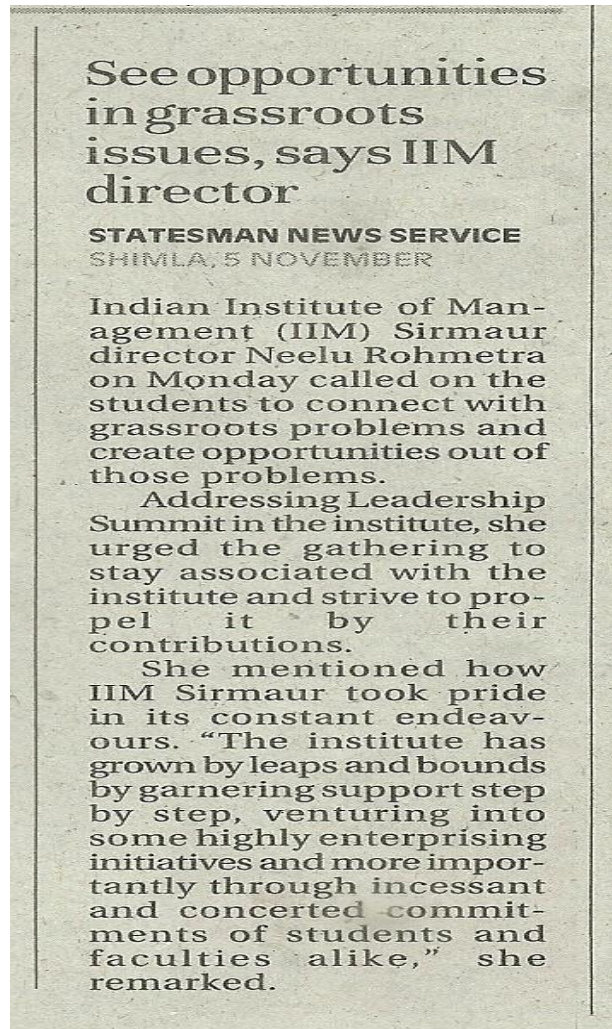 See opportunities
in grassroots
issues, says IIM
director
STATESMAN NEWS SERVICE
SHIMLA, 5 NOVEMBER
Indian Institute of Man-
agement (IIM) Sirmaur
director Neelu Rohmetra
on Monday called on the
students to connect with
grassroots problems and
create opportunities out of
those problems.
Addressing Leadership
Summit in the institute, she
urged the gathering to
stay associated with the
institute and strive to pro-
pel it by their
contributions.
She mentioned how
IIM Sirmaur took pride
in its constant endeav-
ours. “The institute has
grown by leaps and bounds
by garnering support step
by step, venturing into
some highly enterprising
initiatives and more impor-
tantly through incessant
and concerted commit-
ments of students and
faculties alike,” she
remarked.